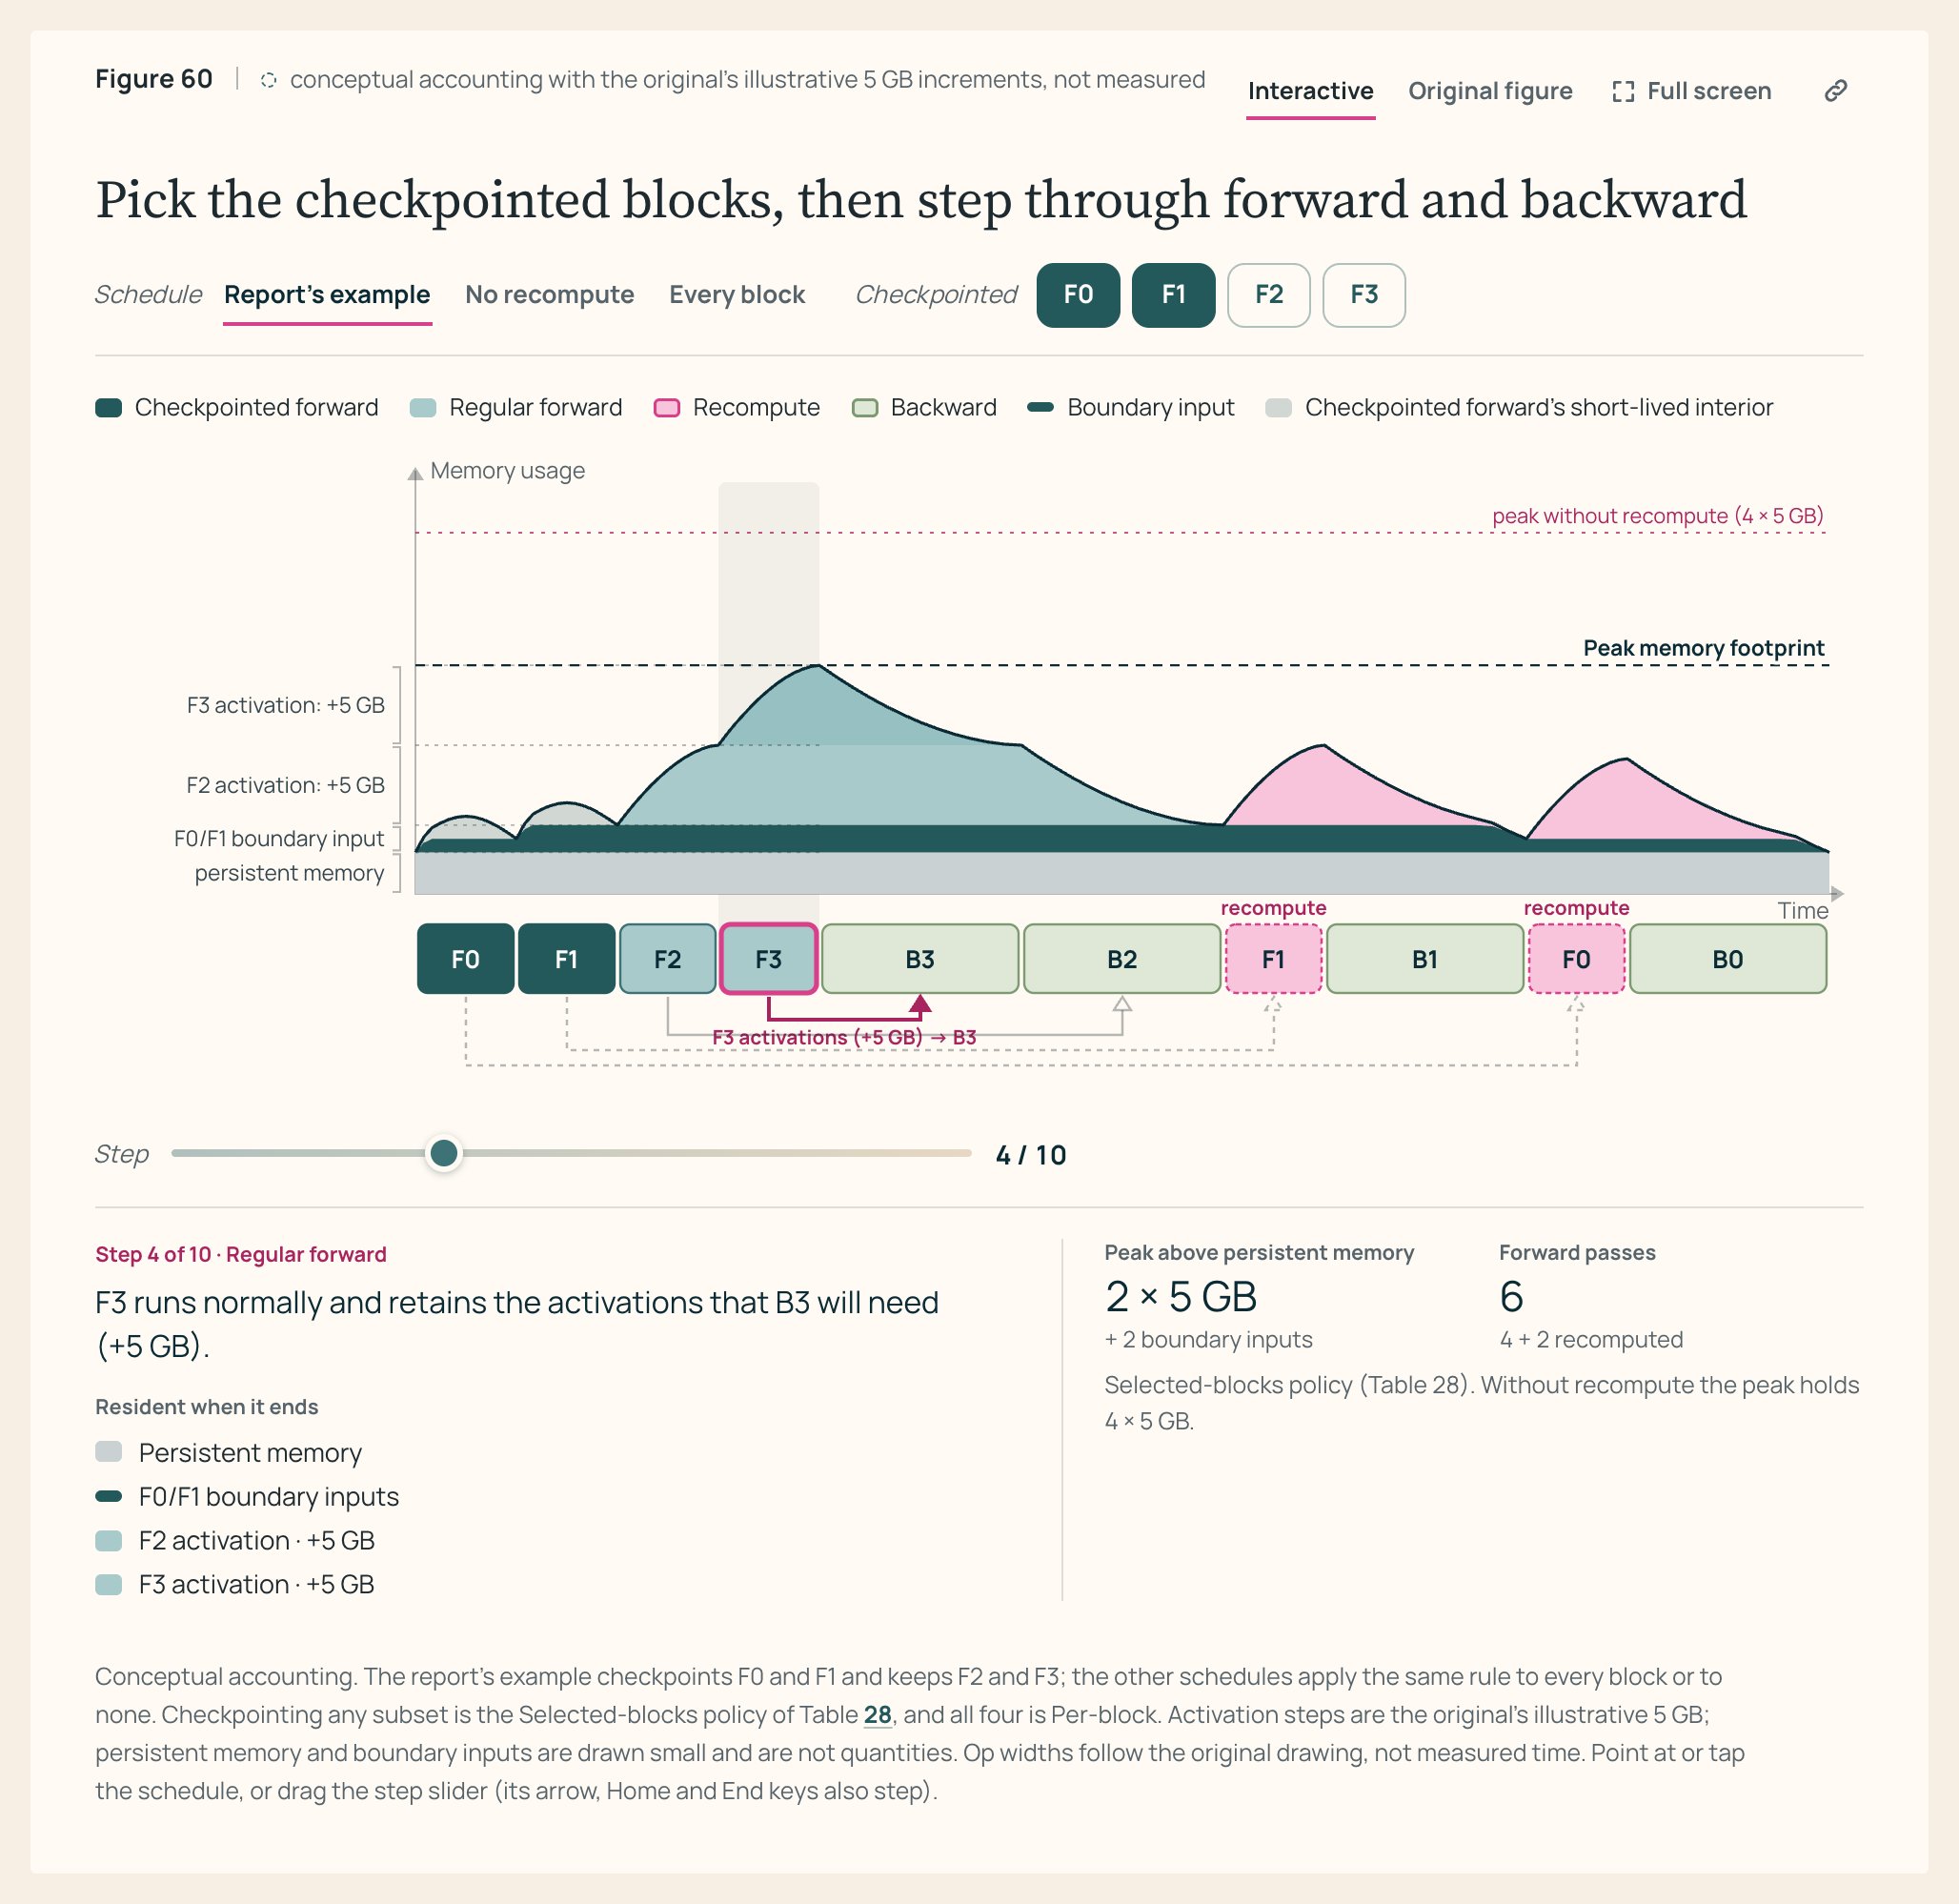 Figure 60
conceptual accounting with the original's illustrative 5 GB increments, not measured
Interactive
Original figure
Full screen
Pick the checkpointed blocks, then step through forward and backward
Schedule Report's example No recompute Every block Checkpointed F0 F1 F2 F3
Checkpointed forward Regular forward Recompute Backward Boundary input Checkpointed forward's short-lived interior
Memory usage
peak without recompute (4 × 5 GB)
Peak memory footprint
F3 activation: +5 GB
F2 activation: +5 GB
F0/F1 boundary input
persistent memory
recompute recompute Time
F0 F1 F2 F3 B3 B2 F1 B1 F0 B0
F3 activations (+5 GB) → B3
Step 4 / 10
Step 4 of 10 · Regular forward
F3 runs normally and retains the activations that B3 will need
(+5 GB).
Resident when it ends
Persistent memory
F0/F1 boundary inputs
F2 activation · +5 GB
F3 activation · +5 GB
Peak above persistent memory
2 × 5 GB
+ 2 boundary inputs
Forward passes
6
4 + 2 recomputed
Selected-blocks policy (Table 28). Without recompute the peak holds
4 × 5 GB.
Conceptual accounting. The report's example checkpoints F0 and F1 and keeps F2 and F3; the other schedules apply the same rule to every block or to
none. Checkpointing any subset is the Selected-blocks policy of Table 28, and all four is Per-block. Activation steps are the original's illustrative 5 GB;
persistent memory and boundary inputs are drawn small and are not quantities. Op widths follow the original drawing, not measured time. Point at or tap
the schedule, or drag the step slider (its arrow, Home and End keys also step).